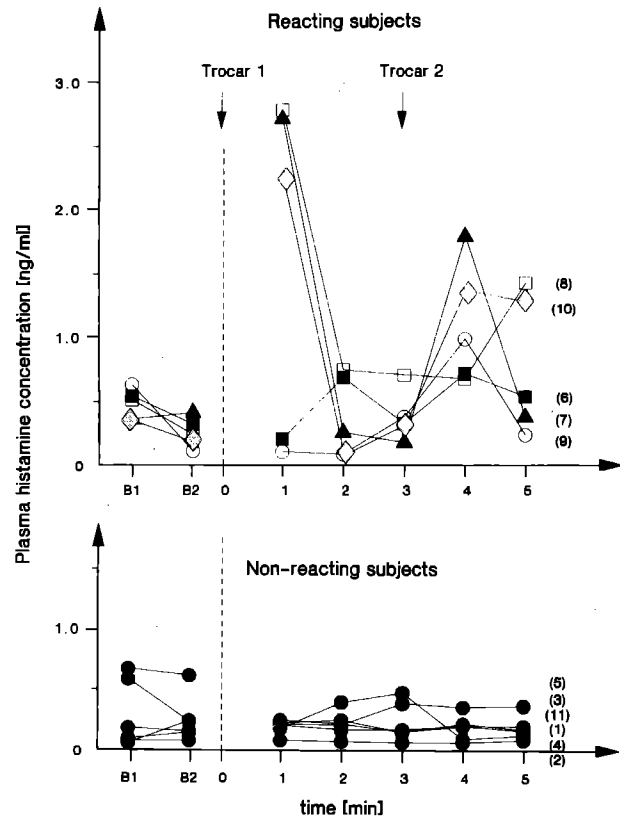 Reacting subjects
Trocar 1
Trocar 2
3.0
2.0
1.0
0
(8)
(10)
(6)
(7)
(9)
B1 B2 0 1 2 3 4 5
Plasma histamine concentration [ng/ml]
Non-reacting subjects
1.0
0
(5)
(3)
(11)
(1)
(4)
(2)
B1 B2 0 1 2 3 4 5
time [min]